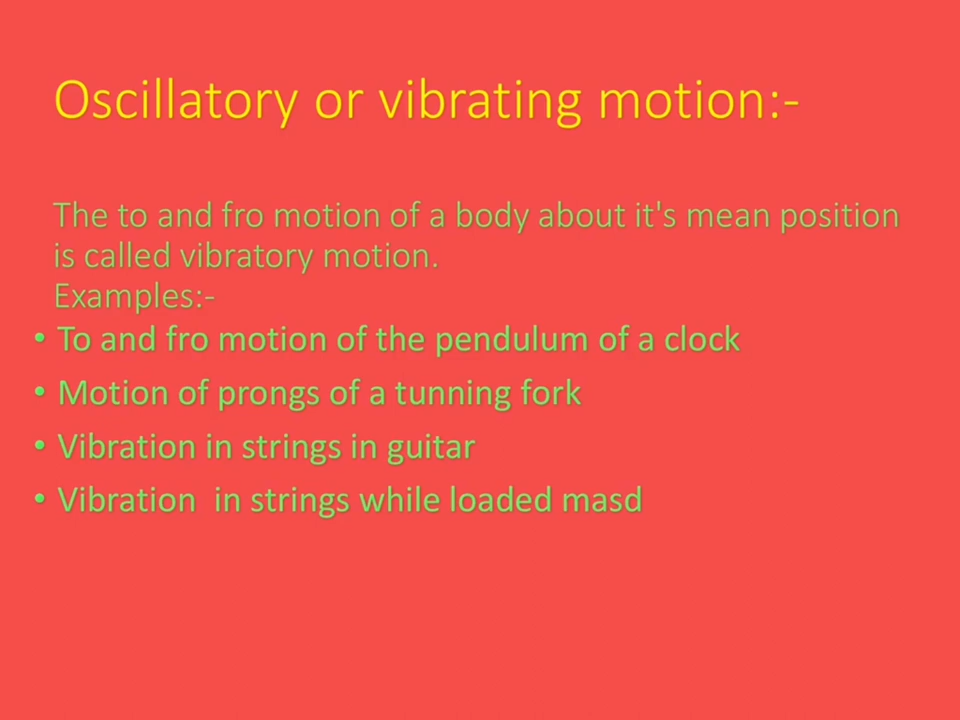 Oscillatory or vibrating motion:-
The to and fro motion of a body about it's mean position
is called vibratory motion.
Examples:-
• To and fro motion of the pendulum of a clock
• Motion of prongs of a tunning fork
• Vibration in strings in guitar
• Vibration  in strings while loaded masd